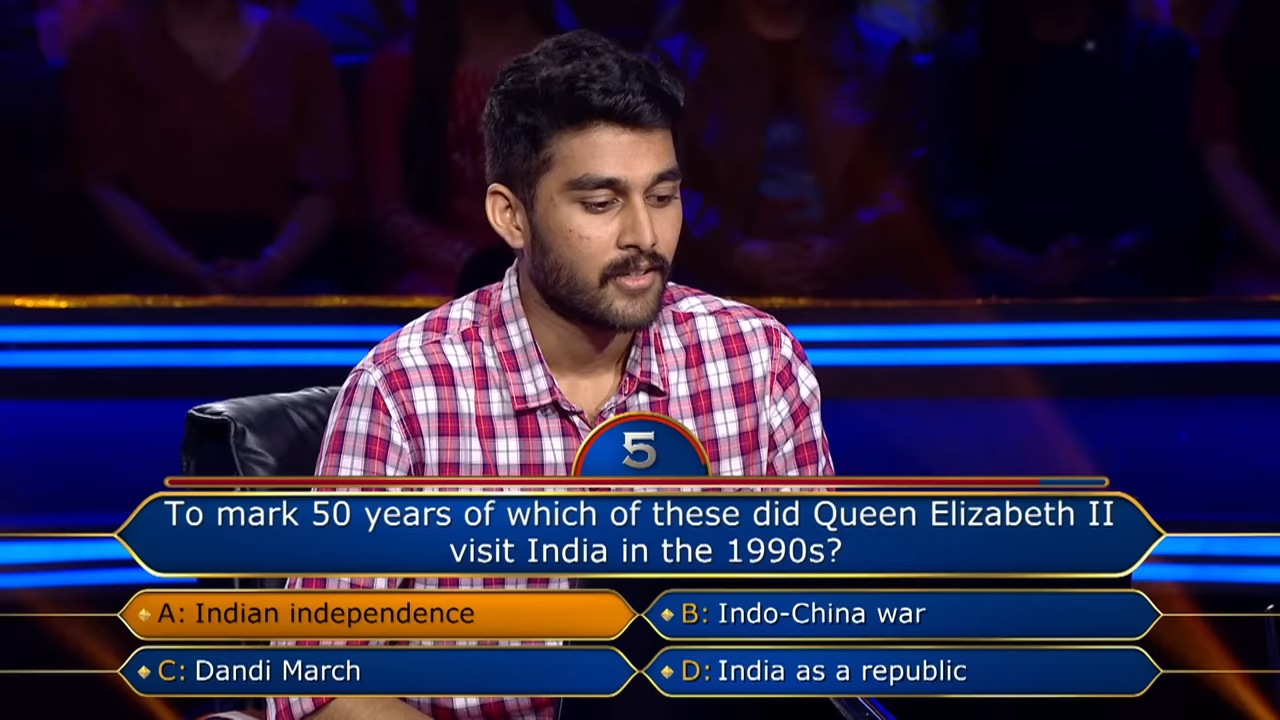 5
To mark 50 years of which of these did Queen Elizabeth II
visit India in the 1990s?
A: Indian independence
B: Indo-China war
C: Dandi March
D: India as a republic